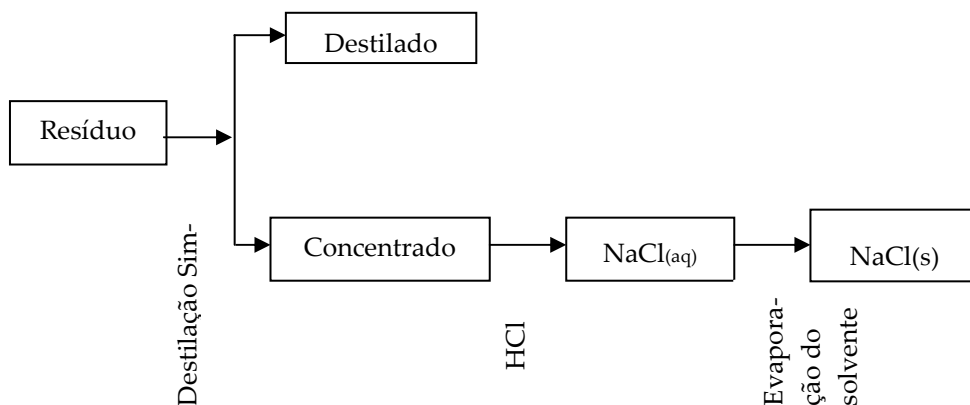 Destilado
Resíduo
Concentrado
NaCl(aq)
NaCl(s)
Destilação Sim-
HCl
Evapora-
ção do
solvente